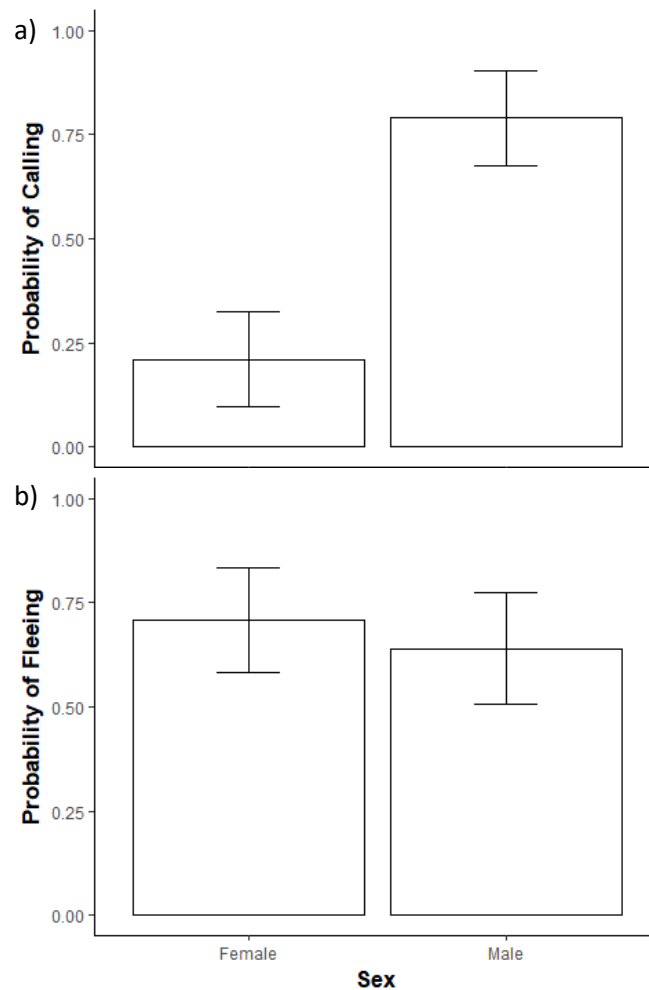 a)
Probability of Calling
1.00
0.75
0.50
0.25
0.00
b)
Probability of Fleeing
1.00
0.75
0.50
0.25
0.00
Female Male
Sex